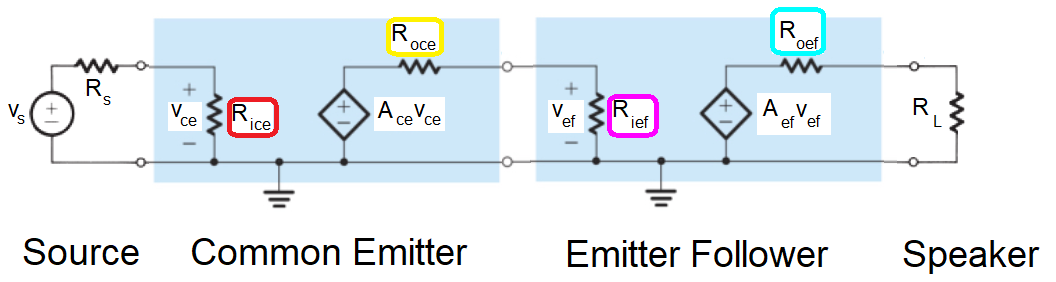 R_oce
R_oef
R_s
v_s
+
−
+
v_ce
−
R_ice
+
−
A_ce v_ce
+
v_ef
−
R_ief
+
−
A_ef v_ef
R_L
Source
Common Emitter
Emitter Follower
Speaker